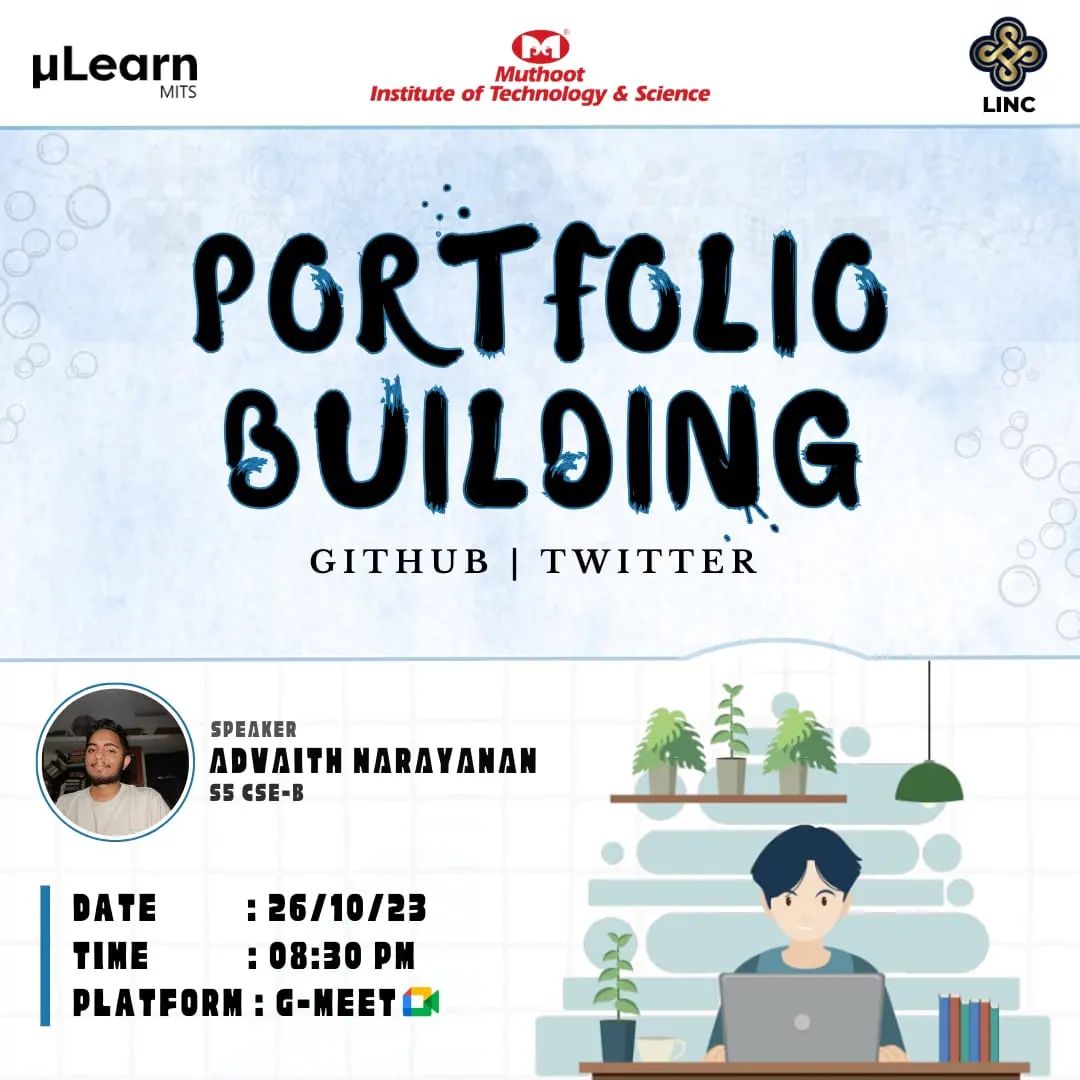 µLearn
MITS
Muthoot
Institute of Technology & Science
LINC
PORTFOLIO
BUILDING
GITHUB | TWITTER
SPEAKER
ADVAITH NARAYANAN
S5 CSE-B
DATE : 26/10/23
TIME : 08:30 PM
PLATFORM : G-MEET